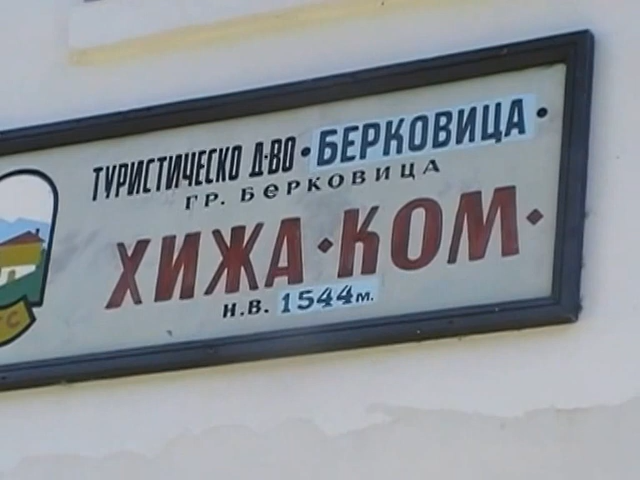 ТУРИСТИЧЕСКО Д-ВО • БЕРКОВИЦА •
ГР. БЕРКОВИЦА
ХИЖА • КОМ •
Н.В. 1544 м.